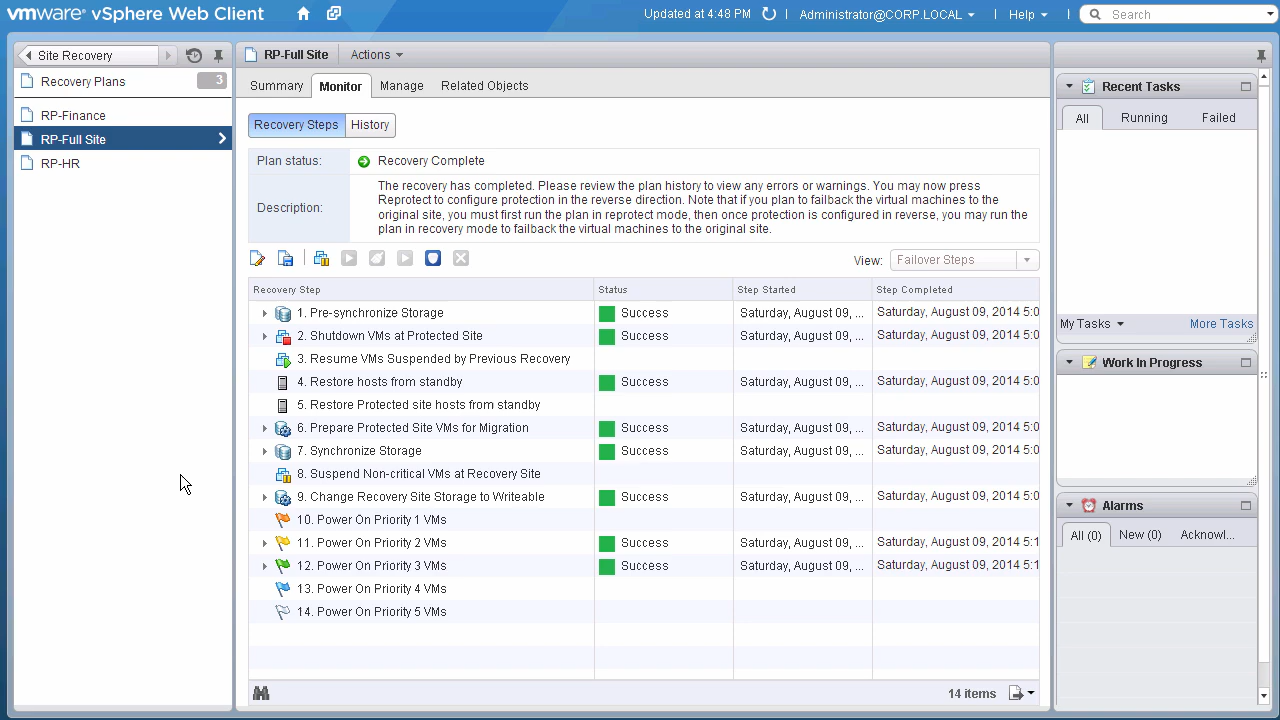 vmware® vSphere Web Client
Updated at 4:48 PM
Administrator@CORP.LOCAL
Help
Search
Site Recovery
Recovery Plans
3
RP-Finance
RP-Full Site
RP-HR
RP-Full Site
Actions
Summary
Monitor
Manage
Related Objects
Recovery Steps
History
Plan status:
Recovery Complete
Description:
The recovery has completed. Please review the plan history to view any errors or warnings. You may now press
Reprotect to configure protection in the reverse direction. Note that if you plan to failback the virtual machines to the
original site, you must first run the plan in reprotect mode, then once protection is configured in reverse, you may run the
plan in recovery mode to failback the virtual machines to the original site.
View:
Failover Steps
Recovery Step
Status
Step Started
Step Completed
1. Pre-synchronize Storage
Success
Saturday, August 09, ...
Saturday, August 09, 2014 5:0
2. Shutdown VMs at Protected Site
Success
Saturday, August 09, ...
Saturday, August 09, 2014 5:0
3. Resume VMs Suspended by Previous Recovery
4. Restore hosts from standby
Success
Saturday, August 09, ...
Saturday, August 09, 2014 5:0
5. Restore Protected site hosts from standby
6. Prepare Protected Site VMs for Migration
Success
Saturday, August 09, ...
Saturday, August 09, 2014 5:0
7. Synchronize Storage
Success
Saturday, August 09, ...
Saturday, August 09, 2014 5:0
8. Suspend Non-critical VMs at Recovery Site
9. Change Recovery Site Storage to Writeable
Success
Saturday, August 09, ...
Saturday, August 09, 2014 5:0
10. Power On Priority 1 VMs
11. Power On Priority 2 VMs
Success
Saturday, August 09, ...
Saturday, August 09, 2014 5:1
12. Power On Priority 3 VMs
Success
Saturday, August 09, ...
Saturday, August 09, 2014 5:1
13. Power On Priority 4 VMs
14. Power On Priority 5 VMs
14 items
Recent Tasks
All
Running
Failed
My Tasks
More Tasks
Work In Progress
Alarms
All (0)
New (0)
Acknowl...